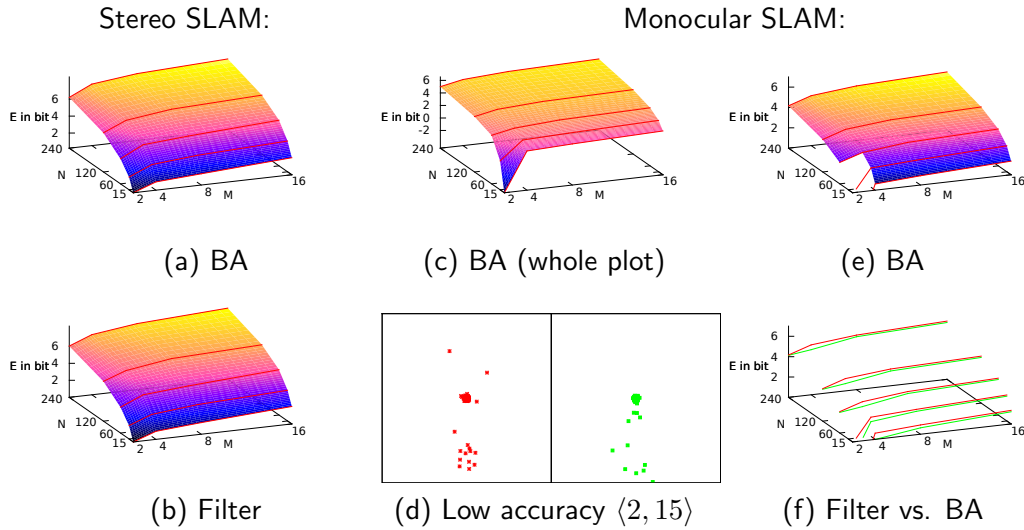 Stereo SLAM:
Monocular SLAM:
E in bit
6
4
2
240
120
60
15
N
2
4
8
M
16
(a) BA
E in bit
6
4
2
0
-2
240
120
60
15
N
2
4
8
M
16
(c) BA (whole plot)
E in bit
6
4
2
240
120
60
15
N
2
4
8
M
16
(e) BA
E in bit
6
4
2
240
120
60
15
N
2
4
8
M
16
(b) Filter
(d) Low accuracy ⟨2, 15⟩
E in bit
6
4
2
240
120
60
15
N
2
4
8
M
16
(f) Filter vs. BA